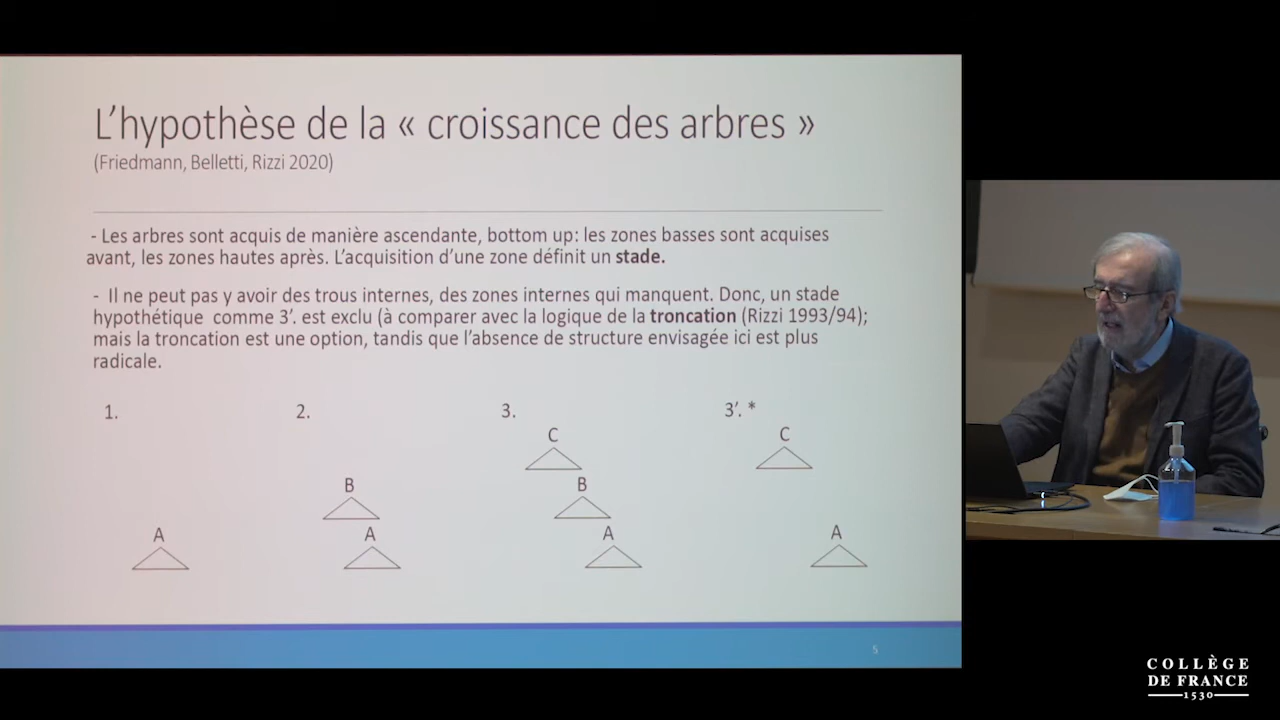 L'hypothèse de la « croissance des arbres »
(Friedmann, Belletti, Rizzi 2020)
- Les arbres sont acquis de manière ascendante, bottom up: les zones basses sont acquises
avant, les zones hautes après. L'acquisition d'une zone définit un stade.
- Il ne peut pas y avoir des trous internes, des zones internes qui manquent. Donc, un stade
hypothétique comme 3'. est exclu (à comparer avec la logique de la troncation (Rizzi 1993/94);
mais la troncation est une option, tandis que l'absence de structure envisagée ici est plus
radicale.
1. 2. 3. 3'. *
C C
B B
A A A A
5
COLLÈGE
DE FRANCE
1530